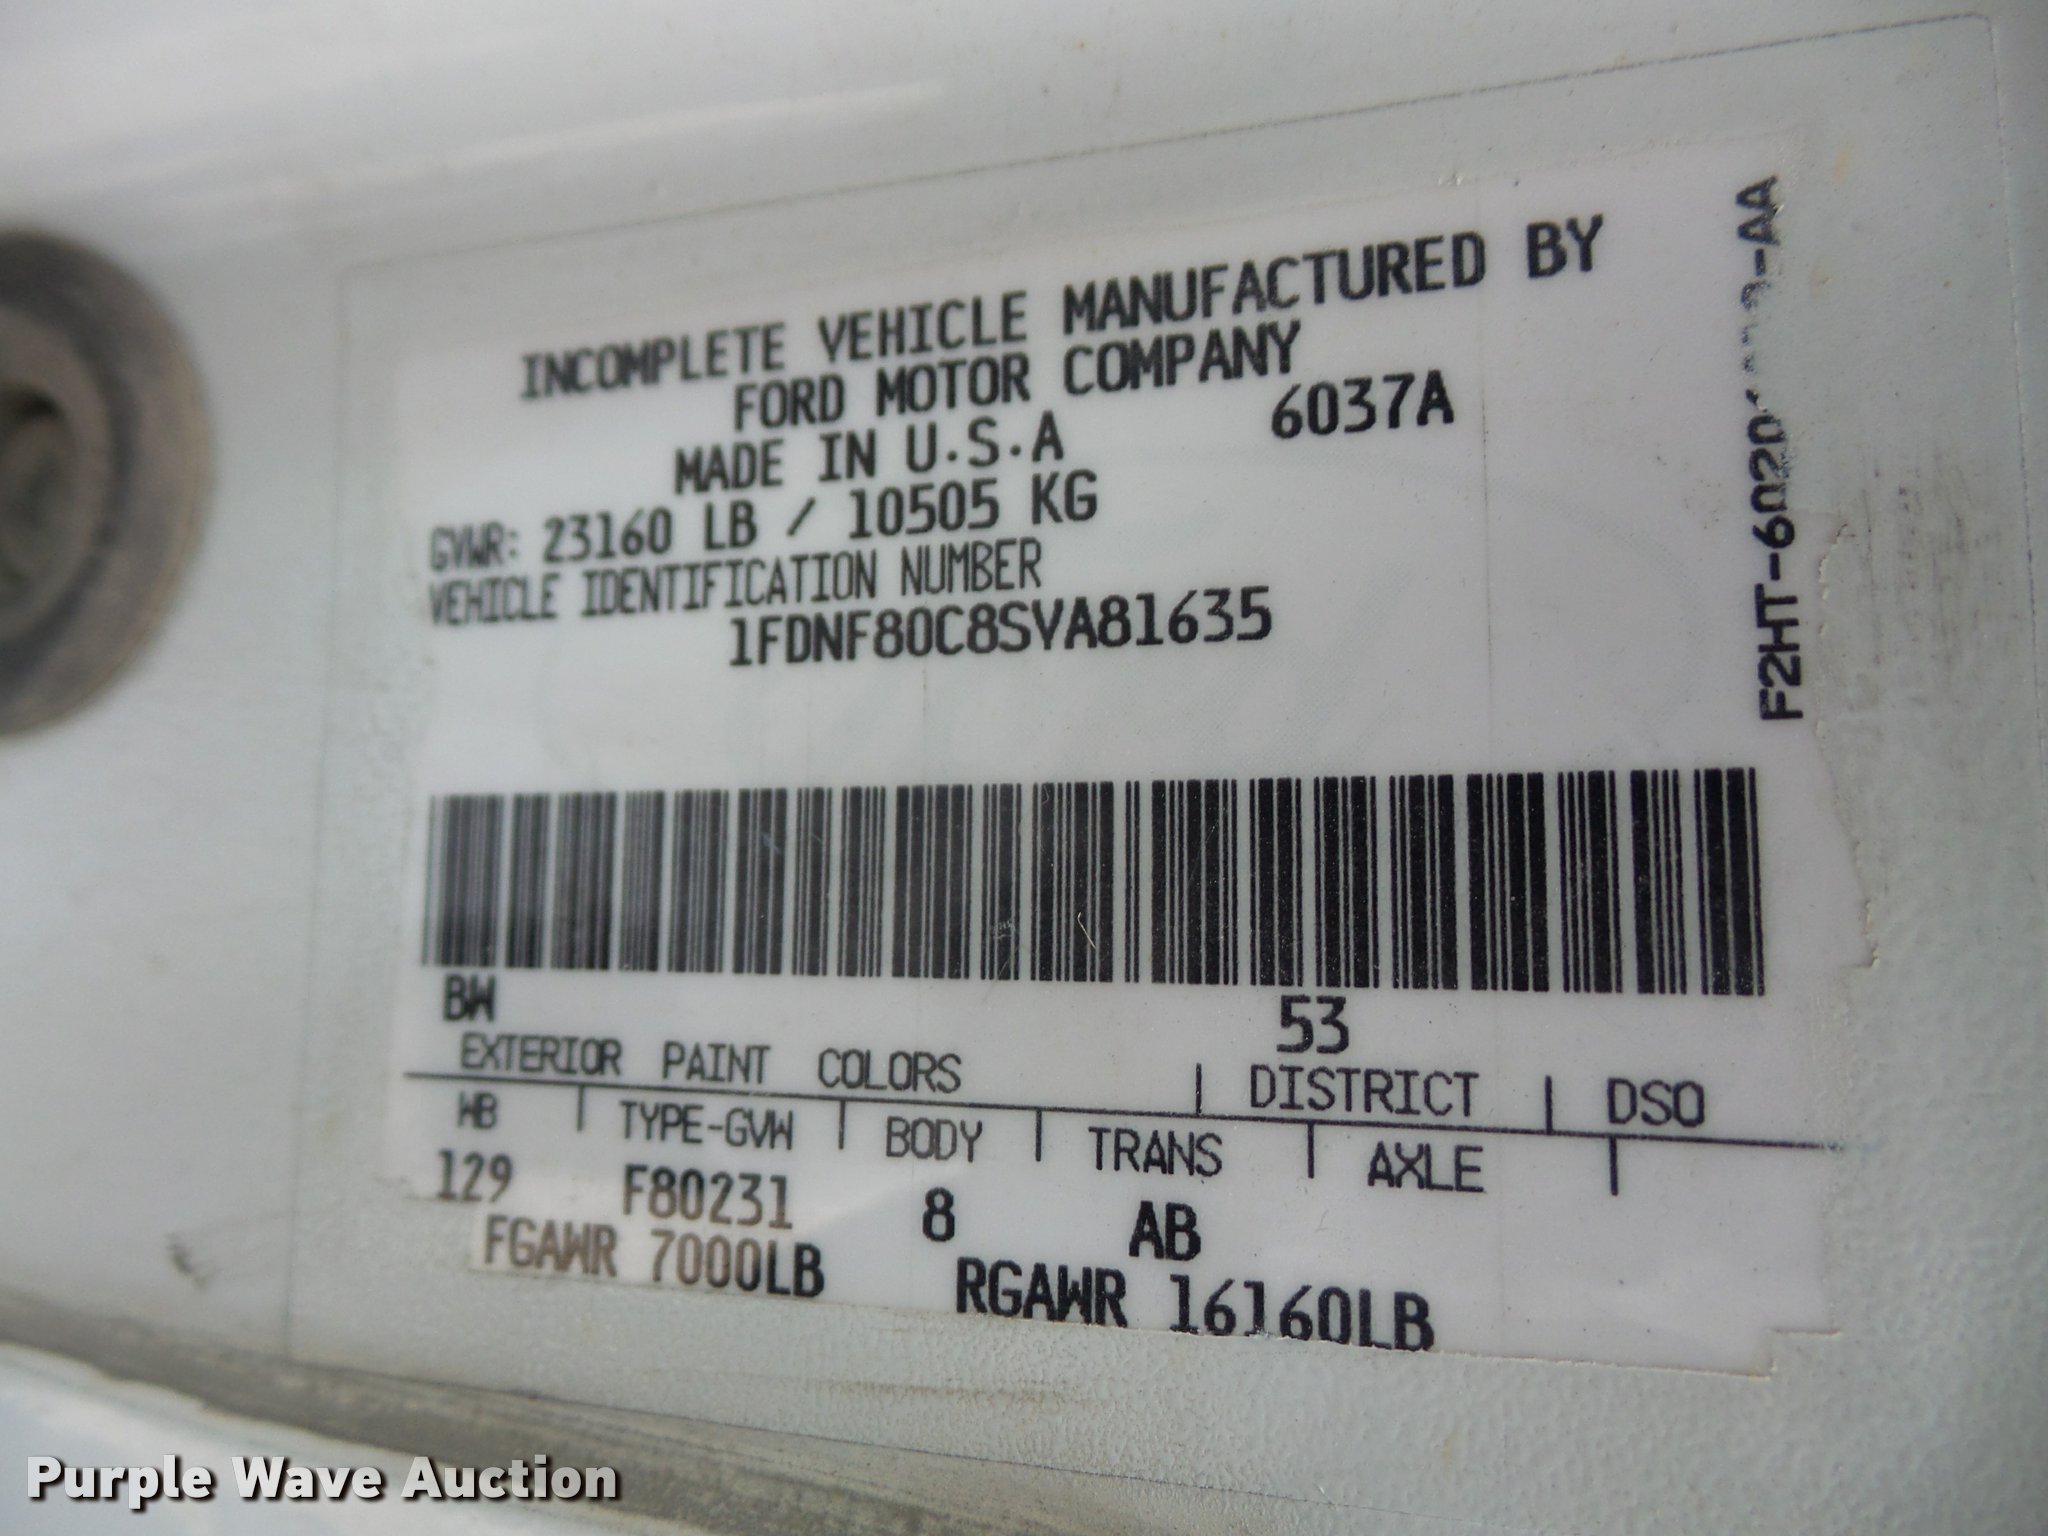 INCOMPLETE VEHICLE MANUFACTURED BY
FORD MOTOR COMPANY
MADE IN U.S.A 6037A
GVWR: 23160 LB / 10505 KG
VEHICLE IDENTIFICATION NUMBER
1FDNF80C8SVA81635
BW 53
EXTERIOR PAINT COLORS | DISTRICT | DSO
WB | TYPE-GVW | BODY | TRANS | AXLE |
129 F80231 8 AB
FGAWR 7000LB RGAWR 16160LB
Purple Wave Auction